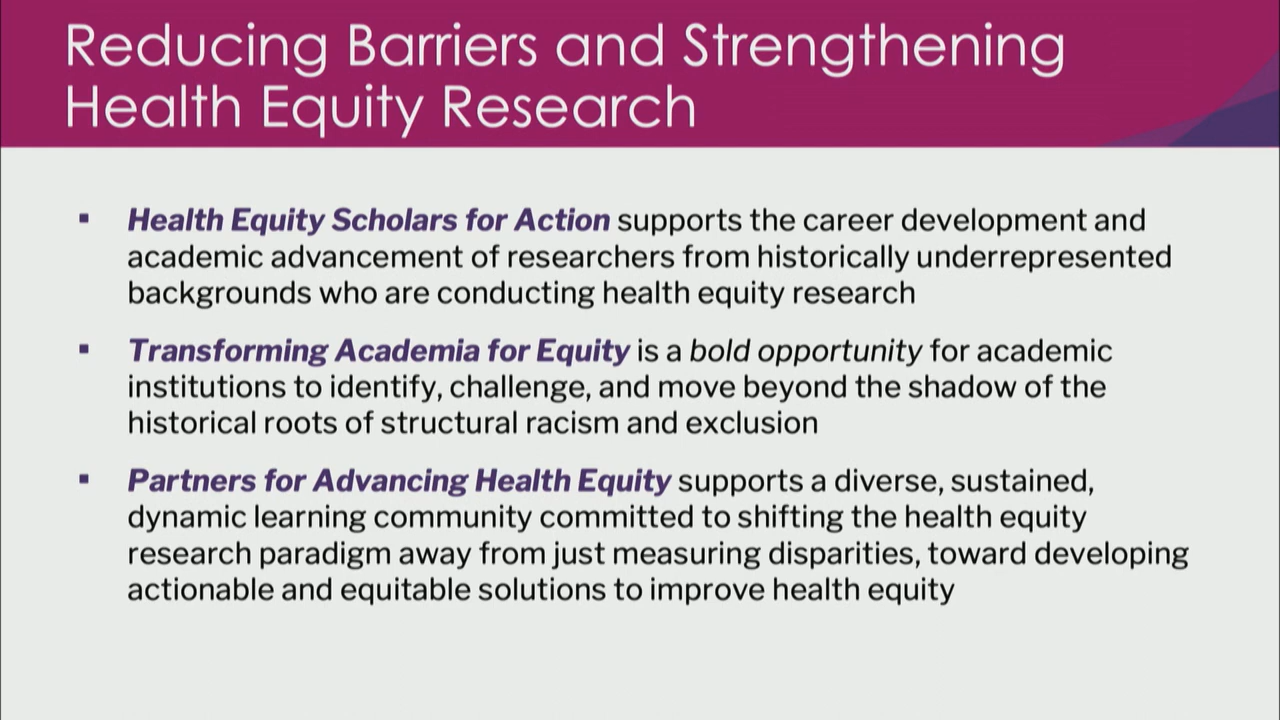 Reducing Barriers and Strengthening
Health Equity Research
▪ Health Equity Scholars for Action supports the career development and
academic advancement of researchers from historically underrepresented
backgrounds who are conducting health equity research
▪ Transforming Academia for Equity is a bold opportunity for academic
institutions to identify, challenge, and move beyond the shadow of the
historical roots of structural racism and exclusion
▪ Partners for Advancing Health Equity supports a diverse, sustained,
dynamic learning community committed to shifting the health equity
research paradigm away from just measuring disparities, toward developing
actionable and equitable solutions to improve health equity